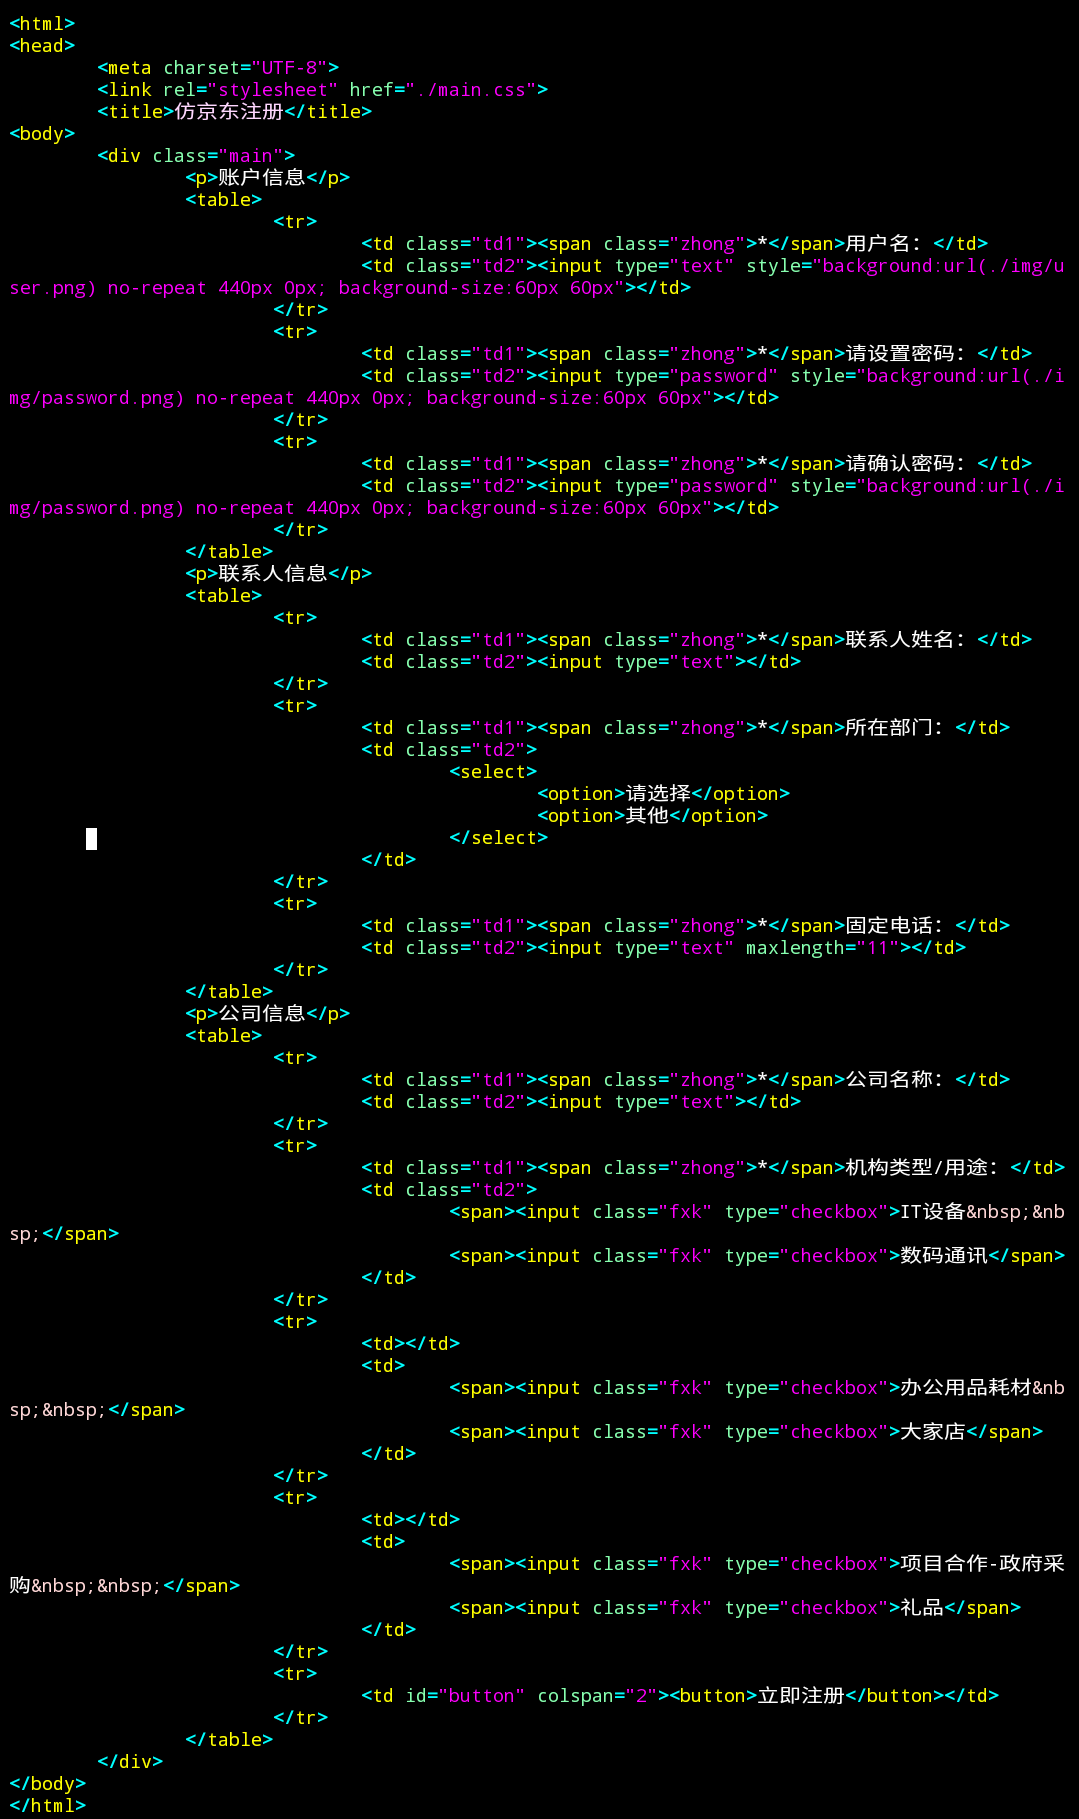 <html>
<head>
        <meta charset="UTF-8">
        <link rel="stylesheet" href="./main.css">
        <title>仿京东注册</title>
<body>
        <div class="main">
                <p>账户信息</p>
                <table>
                        <tr>
                                <td class="td1"><span class="zhong">*</span>用户名：</td>
                                <td class="td2"><input type="text" style="background:url(./img/u
ser.png) no-repeat 440px 0px; background-size:60px 60px"></td>
                        </tr>
                        <tr>
                                <td class="td1"><span class="zhong">*</span>请设置密码：</td>
                                <td class="td2"><input type="password" style="background:url(./i
mg/password.png) no-repeat 440px 0px; background-size:60px 60px"></td>
                        </tr>
                        <tr>
                                <td class="td1"><span class="zhong">*</span>请确认密码：</td>
                                <td class="td2"><input type="password" style="background:url(./i
mg/password.png) no-repeat 440px 0px; background-size:60px 60px"></td>
                        </tr>
                </table>
                <p>联系人信息</p>
                <table>
                        <tr>
                                <td class="td1"><span class="zhong">*</span>联系人姓名：</td>
                                <td class="td2"><input type="text"></td>
                        </tr>
                        <tr>
                                <td class="td1"><span class="zhong">*</span>所在部门：</td>
                                <td class="td2">
                                        <select>
                                                <option>请选择</option>
                                                <option>其他</option>
                                        </select>
                                </td>
                        </tr>
                        <tr>
                                <td class="td1"><span class="zhong">*</span>固定电话：</td>
                                <td class="td2"><input type="text" maxlength="11"></td>
                        </tr>
                </table>
                <p>公司信息</p>
                <table>
                        <tr>
                                <td class="td1"><span class="zhong">*</span>公司名称：</td>
                                <td class="td2"><input type="text"></td>
                        </tr>
                        <tr>
                                <td class="td1"><span class="zhong">*</span>机构类型/用途：</td>
                                <td class="td2">
                                        <span><input class="fxk" type="checkbox">IT设备&nbsp;&nb
sp;</span>
                                        <span><input class="fxk" type="checkbox">数码通讯</span>
                                </td>
                        </tr>
                        <tr>
                                <td></td>
                                <td>
                                        <span><input class="fxk" type="checkbox">办公用品耗材&nb
sp;&nbsp;</span>
                                        <span><input class="fxk" type="checkbox">大家店</span>
                                </td>
                        </tr>
                        <tr>
                                <td></td>
                                <td>
                                        <span><input class="fxk" type="checkbox">项目合作-政府采
购&nbsp;&nbsp;</span>
                                        <span><input class="fxk" type="checkbox">礼品</span>
                                </td>
                        </tr>
                        <tr>
                                <td id="button" colspan="2"><button>立即注册</button></td>
                        </tr>
                </table>
        </div>
</body>
</html>